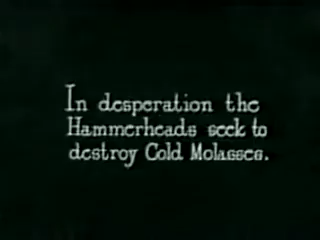 In desperation the
Hammerheads seek to
destroy Cold Molasses.